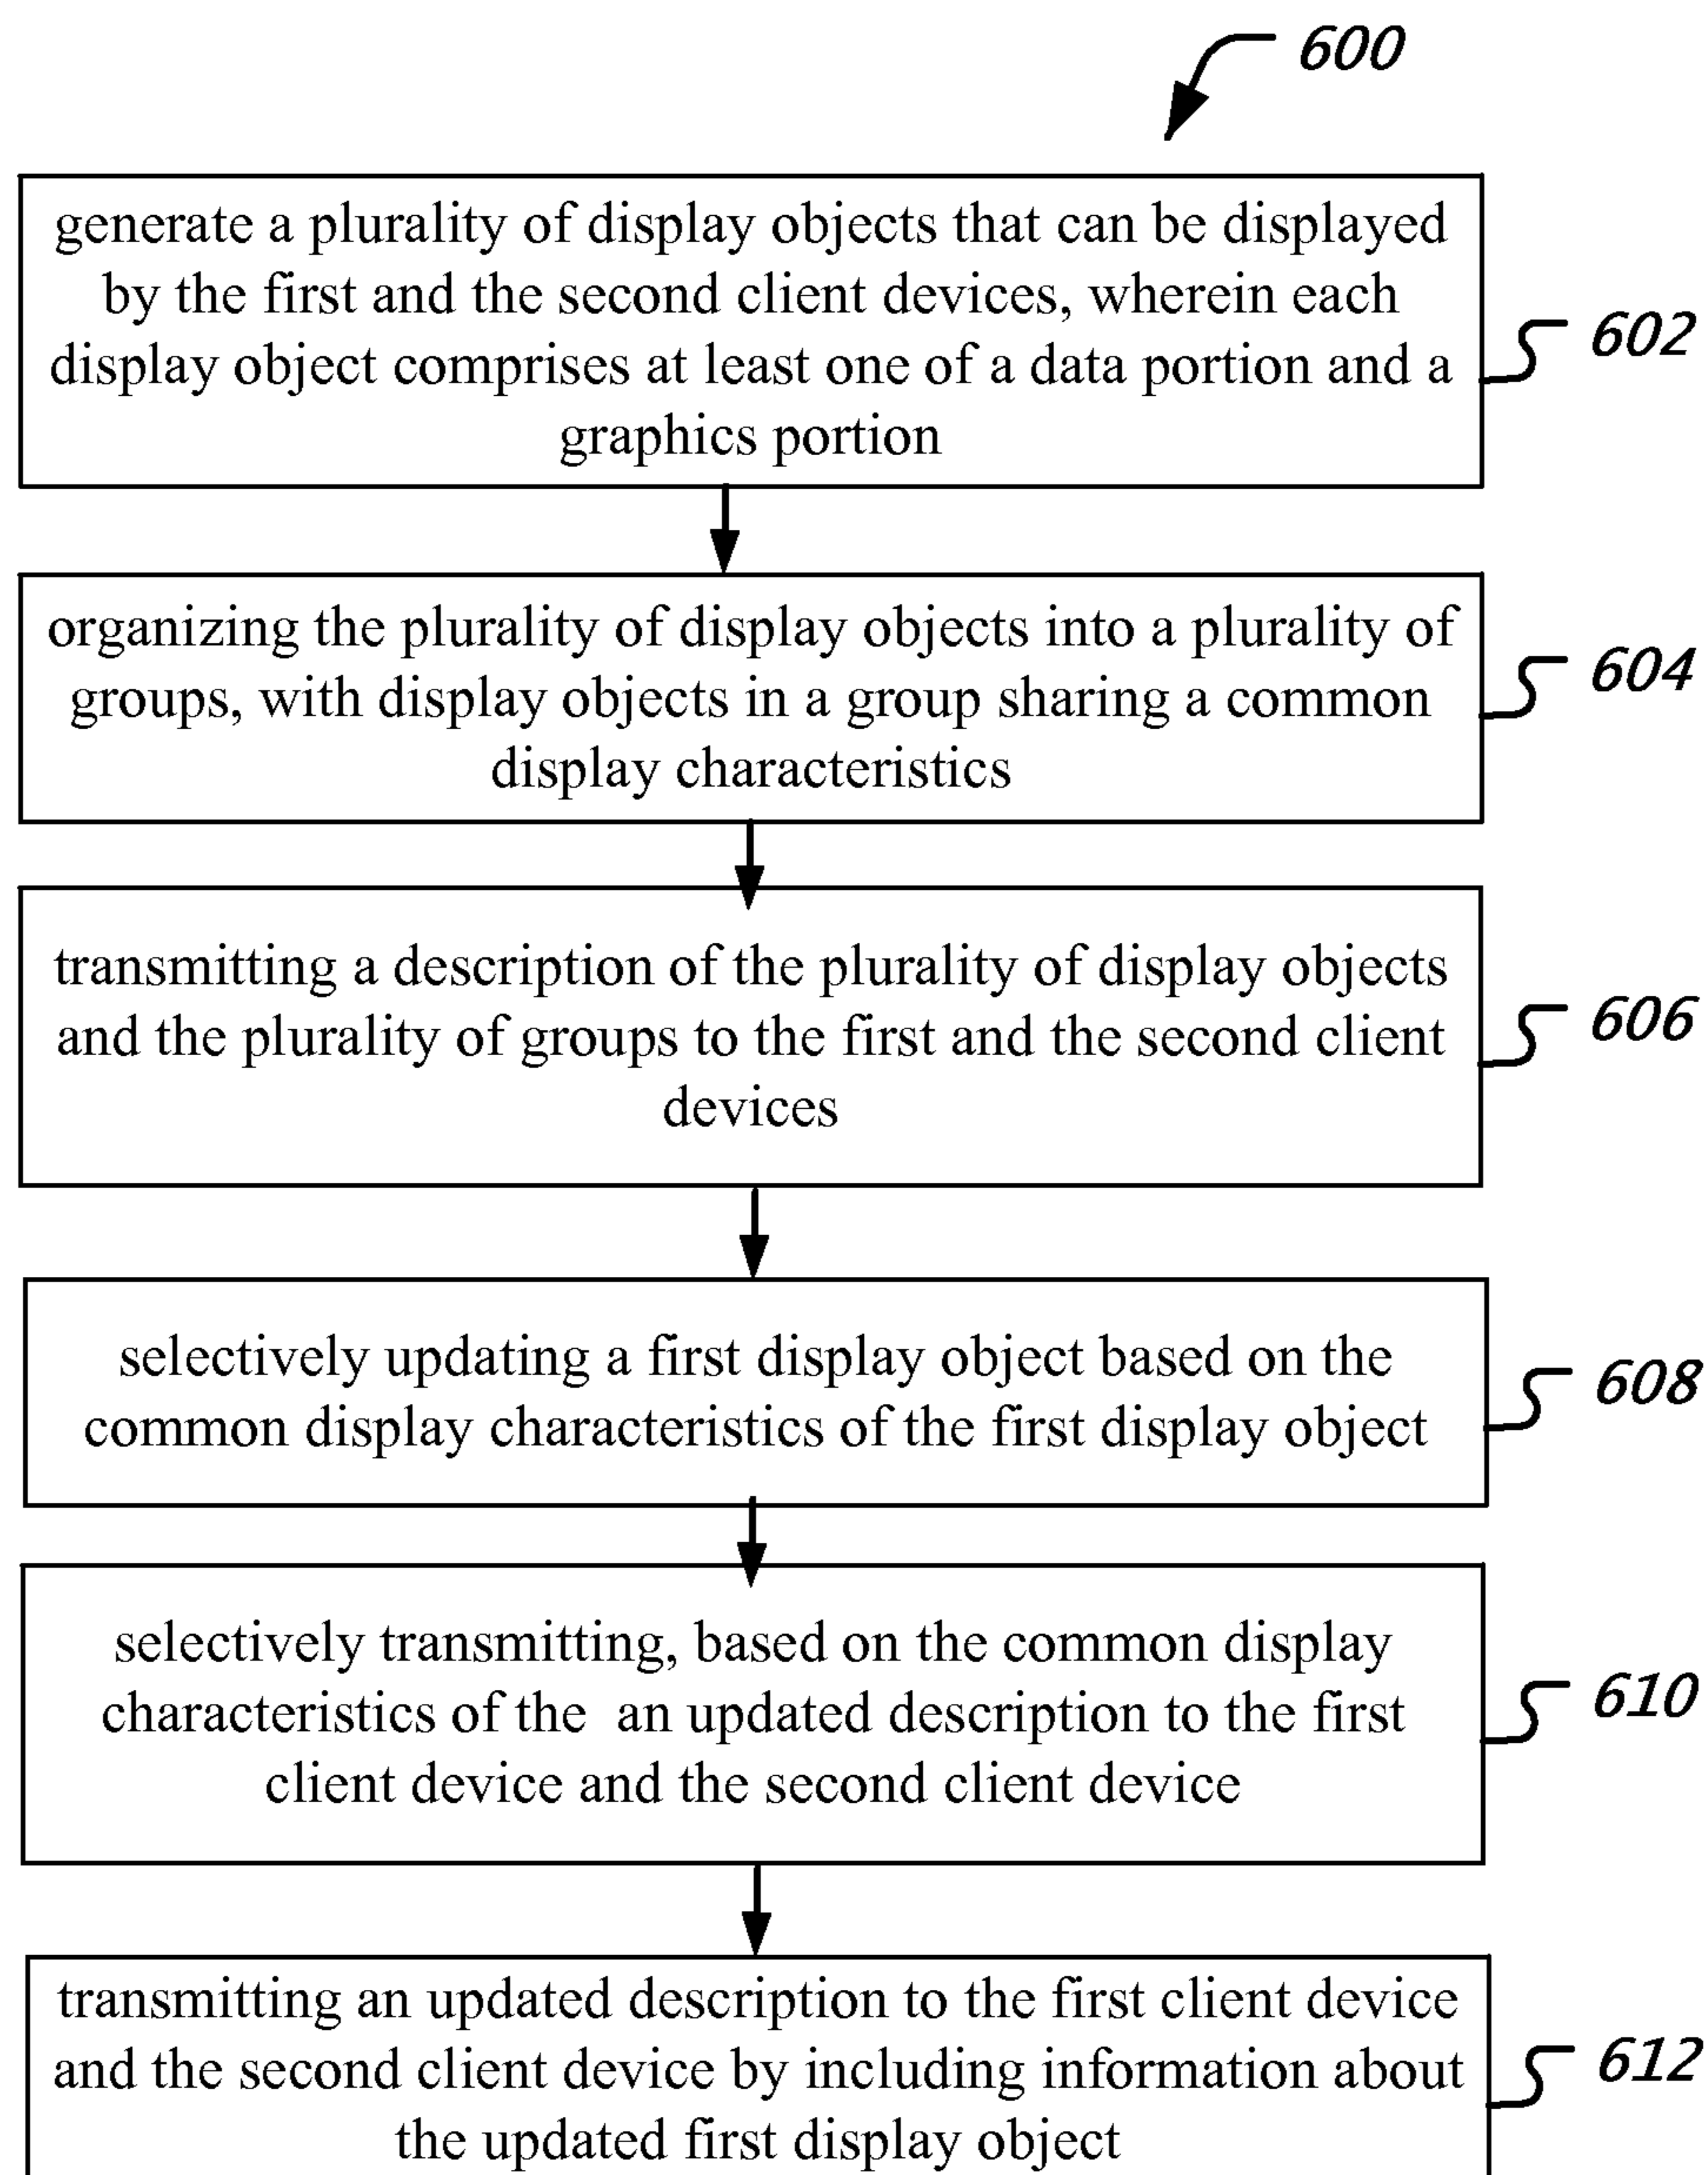 600
generate a plurality of display objects that can be displayed
by the first and the second client devices, wherein each
display object comprises at least one of a data portion and a
graphics portion
602
organizing the plurality of display objects into a plurality of
groups, with display objects in a group sharing a common
display characteristics
604
transmitting a description of the plurality of display objects
and the plurality of groups to the first and the second client
devices
606
selectively updating a first display object based on the
common display characteristics of the first display object
608
selectively transmitting, based on the common display
characteristics of the  an updated description to the first
client device and the second client device
610
transmitting an updated description to the first client device
and the second client device by including information about
the updated first display object
612